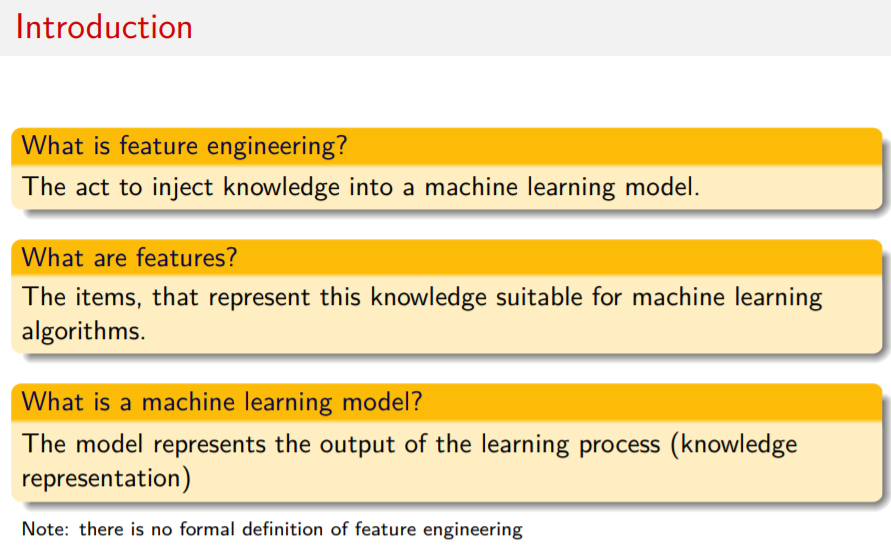 Introduction
What is feature engineering?
The act to inject knowledge into a machine learning model.
What are features?
The items, that represent this knowledge suitable for machine learning
algorithms.
What is a machine learning model?
The model represents the output of the learning process (knowledge
representation)
Note: there is no formal definition of feature engineering